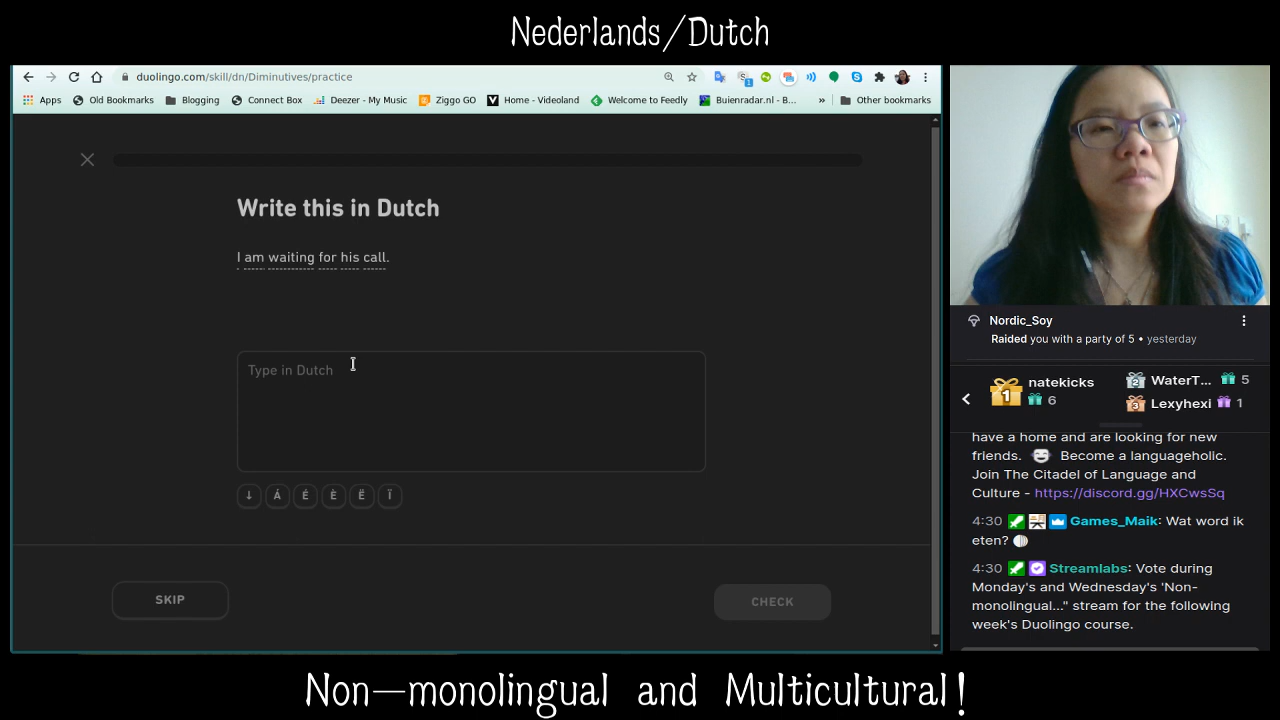 Nederlands/Dutch
duolingo.com/skill/dn/Diminutives/practice
Apps Old Bookmarks Blogging Connect Box Deezer - My Music Ziggo GO Home - Videoland Welcome to Feedly Buienradar.nl - B... » Other bookmarks
Write this in Dutch
I am waiting for his call.
Type in Dutch
↓ Á É È Ë Ï
SKIP
CHECK
Nordic_Soy
Raided you with a party of 5 • yesterday
1 natekicks
6
2 WaterT... 5
3 Lexyhexi 1
have a home and are looking for new
friends. Become a languageholic.
Join The Citadel of Language and
Culture - https://discord.gg/HXCwsSq
4:30 Games_Maik: Wat word ik
eten?
4:30 Streamlabs: Vote during
Monday's and Wednesday's 'Non-
monolingual..." stream for the following
week's Duolingo course.
Non-monolingual and Multicultural!